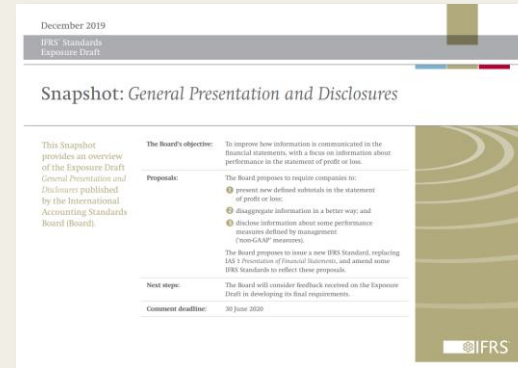 December 2019
IFRS® Standards
Exposure Draft
Snapshot: General Presentation and Disclosures
This Snapshot
provides an overview
of the Exposure Draft
General Presentation and
Disclosures published
by the International
Accounting Standards
Board (Board).
The Board's objective:
To improve how information is communicated in the
financial statements, with a focus on information about
performance in the statement of profit or loss.
Proposals:
The Board proposes to require companies to:
1 present new defined subtotals in the statement
of profit or loss;
2 disaggregate information in a better way; and
3 disclose information about some performance
measures defined by management
('non-GAAP' measures).
The Board proposes to issue a new IFRS Standard, replacing
IAS 1 Presentation of Financial Statements, and amend some
IFRS Standards to reflect these proposals.
Next steps:
The Board will consider feedback received on the Exposure
Draft in developing its final requirements.
Comment deadline:
30 June 2020
IFRS